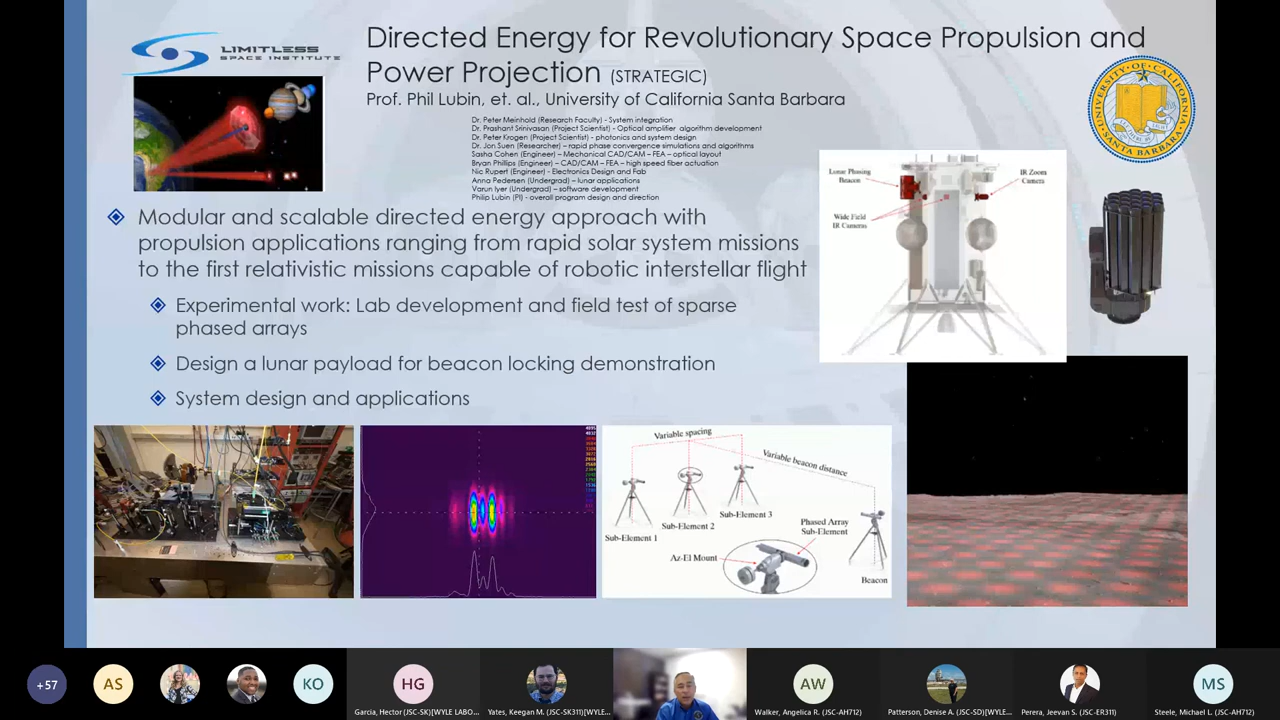 LIMITLESS
SPACE INSTITUTE
Directed Energy for Revolutionary Space Propulsion and
Power Projection (STRATEGIC)
Prof. Phil Lubin, et. al., University of California Santa Barbara
UNIVERSITY OF CALIFORNIA
SANTA BARBARA
Dr. Peter Meinhold (Research Faculty) - System integration
Dr. Prashant Srinivasan (Project Scientist) - Optical amplifier algorithm development
Dr. Peter Krogen (Project Scientist) - photonics and system design
Dr. Jon Suen (Researcher) – rapid phase convergence simulations and algorithms
Sasha Cohen (Engineer) – Mechanical CAD/CAM – FEA – optical layout
Bryan Phillips (Engineer) – CAD/CAM – FEA – high speed fiber actuation
Nic Rupert (Engineer) - Electronics Design and Fab
Anna Pedersen (Undergrad) – lunar applications
Varun Iyer (Undergrad) – software development
Philip Lubin (PI) - overall program design and direction
Modular and scalable directed energy approach with
propulsion applications ranging from rapid solar system missions
to the first relativistic missions capable of robotic interstellar flight
Experimental work: Lab development and field test of sparse
phased arrays
Design a lunar payload for beacon locking demonstration
System design and applications
Lunar Phasing
Beacon
IR Zoom
Camera
Wide Field
IR Cameras
Variable spacing
Variable beacon distance
Sub-Element 1
Sub-Element 2
Sub-Element 3
Phased Array
Sub-Element
Az-El Mount
Beacon
+57
AS
KO
HG
AW
MS
Garcia, Hector (JSC-SK)[WYLE LABO...
Yates, Keegan M. (JSC-SK311)[WYLE...
Walker, Angelica R. (JSC-AH712)
Patterson, Denise A. (JSC-SD)[WYLE...
Perera, Jeevan S. (JSC-ER311)
Steele, Michael L. (JSC-AH712)